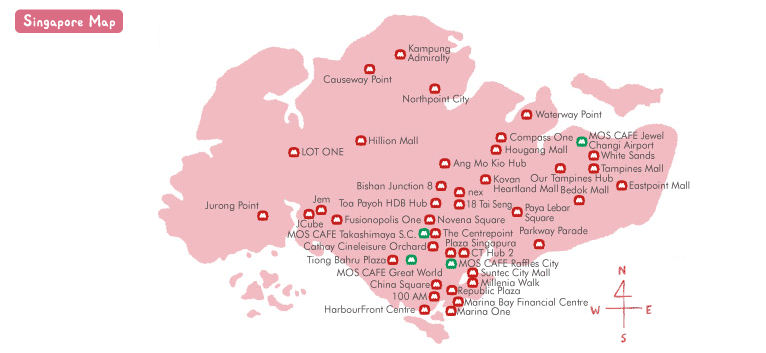 Singapore Map
Kampung
Admiralty
Causeway Point
Northpoint City
Waterway Point
Compass One
MOS CAFE Jewel
Changi Airport
Hillion Mall
Hougang Mall
LOT ONE
White Sands
Ang Mo Kio Hub
Tampines Mall
Our Tampines Hub
Kovan
Heartland Mall
Bishan Junction 8
Eastpoint Mall
nex
Bedok Mall
Jem
Toa Payoh HDB Hub
18 Tai Seng
Jurong Point
Paya Lebar
Square
JCube
Fusionopolis One
Novena Square
MOS CAFE Takashimaya S.C.
The Centrepoint
Parkway Parade
Cathay Cineleisure Orchard
Plaza Singapura
CT Hub 2
Tiong Bahru Plaza
MOS CAFE Raffles City
MOS CAFE Great World
Suntec City Mall
China Square
Millenia Walk
Republic Plaza
100 AM
Marina Bay Financial Centre
HarbourFront Centre
Marina One
N
W
E
S